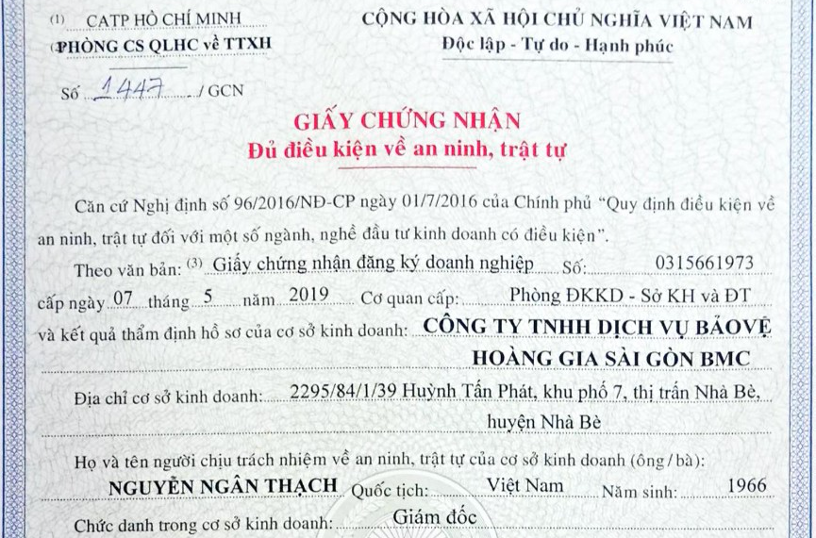 (1) CATP HỒ CHÍ MINH
CỘNG HÒA XÃ HỘI CHỦ NGHĨA VIỆT NAM
PHÒNG CS QLHC về TTXH
Độc lập - Tự do - Hạnh phúc
Số 1447 / GCN
GIẤY CHỨNG NHẬN
Đủ điều kiện về an ninh, trật tự
Căn cứ Nghị định số 96/2016/NĐ-CP ngày 01/7/2016 của Chính phủ “Quy định điều kiện về
an ninh, trật tự đối với một số ngành, nghề đầu tư kinh doanh có điều kiện”.
Theo văn bản: (3) Giấy chứng nhận đăng ký doanh nghiệp Số: 0315661973
cấp ngày 07 tháng 5 năm 2019 Cơ quan cấp: Phòng ĐKKD - Sở KH và ĐT
và kết quả thẩm định hồ sơ của cơ sở kinh doanh: CÔNG TY TNHH DỊCH VỤ BẢOVỆ
HOÀNG GIA SÀI GÒN BMC
Địa chỉ cơ sở kinh doanh: 2295/84/1/39 Huỳnh Tấn Phát, khu phố 7, thị trấn Nhà Bè,
huyện Nhà Bè
Họ và tên người chịu trách nhiệm về an ninh, trật tự của cơ sở kinh doanh (ông/bà):
NGUYỄN NGÂN THẠCH Quốc tịch: Việt Nam Năm sinh: 1966
Chức danh trong cơ sở kinh doanh: Giám đốc